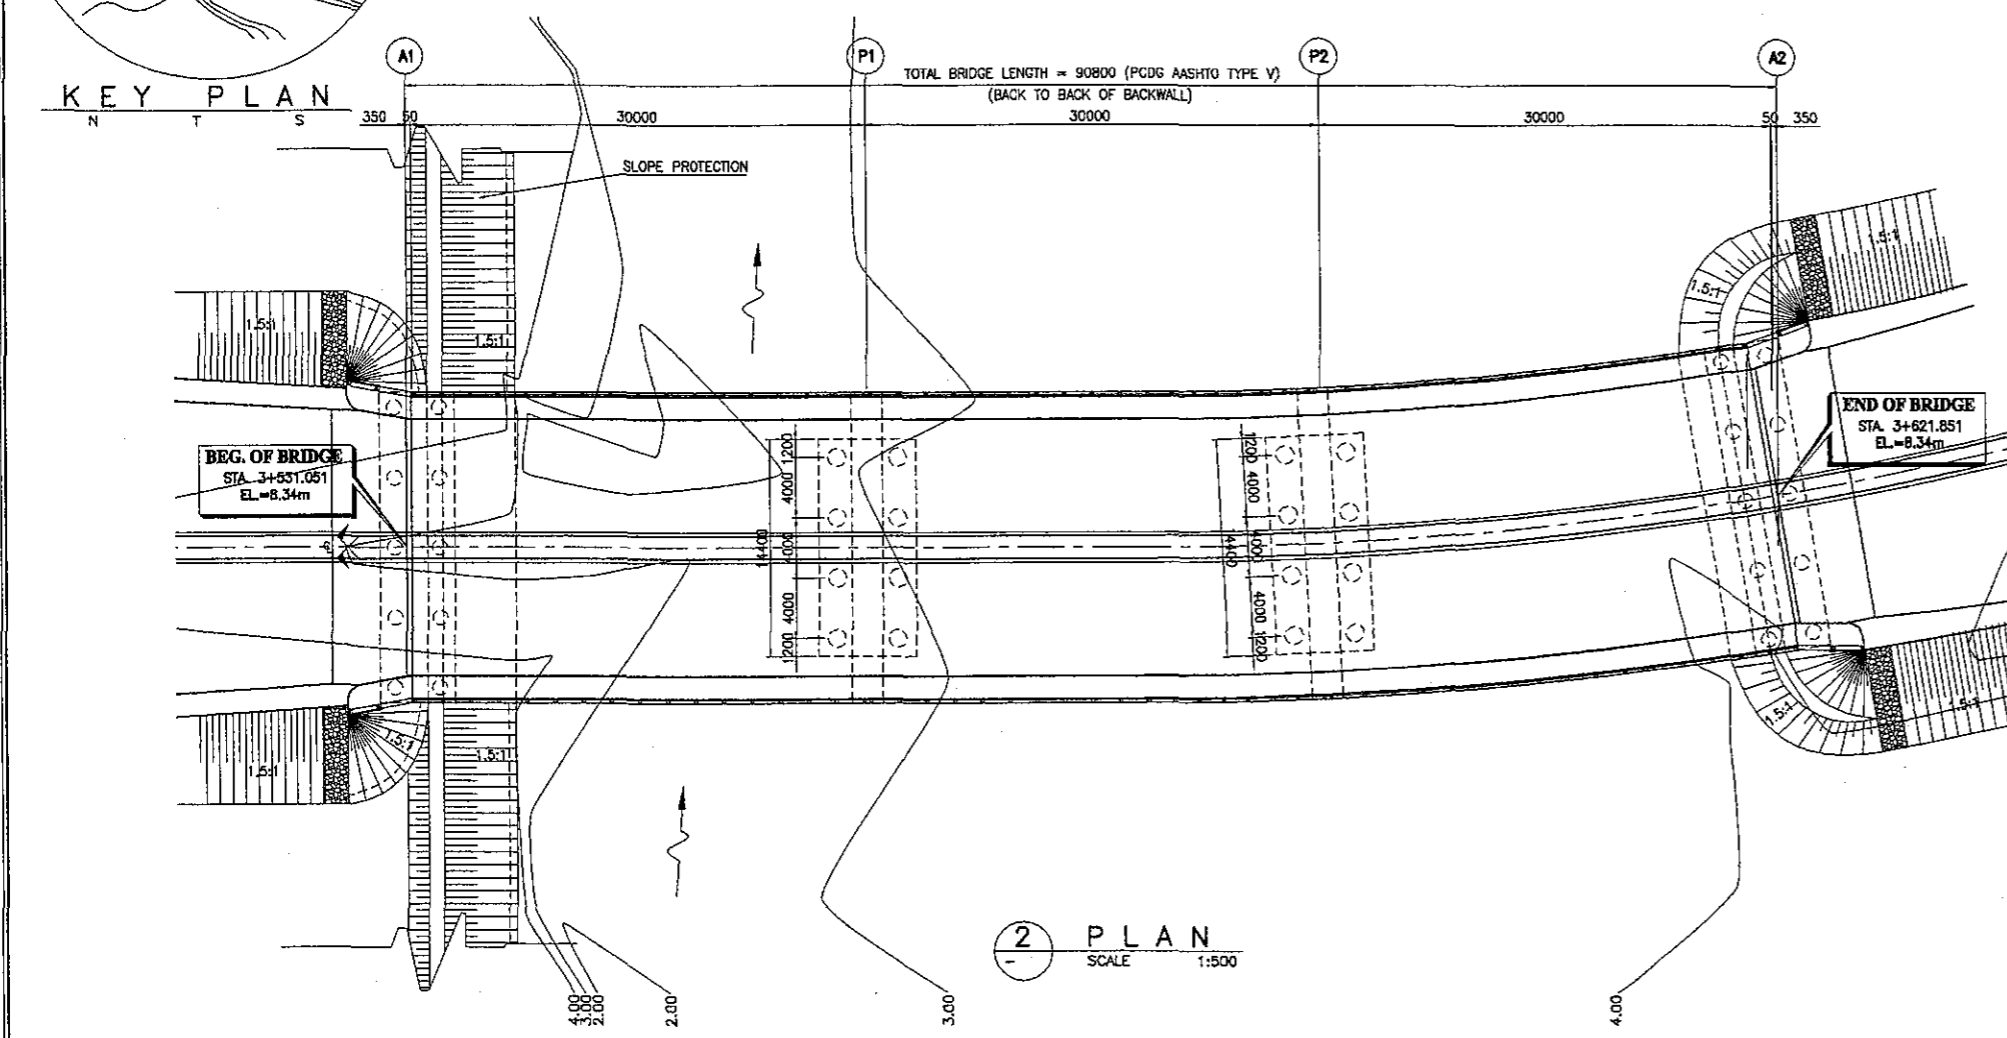 KEY PLAN
N T S
A1
P1
P2
A2
TOTAL BRIDGE LENGTH = 90800 (PCDG AASHTO TYPE V)
(BACK TO BACK OF BACKWALL)
350 50 30000 30000 30000 50 350
SLOPE PROTECTION
1.5:1
1.5:1
1.5:1
1.5:1
BEG. OF BRIDGE
STA. 3+531.051
EL.=8.34m
END OF BRIDGE
STA. 3+621.851
EL.=8.34m
1200
4000
4000
4000
1200
14400
1200
4000
4000
4000
1200
14400
1.5:1
1.5:1
1.5:1
1.5:1
1.5:1
2
-
PLAN
SCALE 1:500
4.00
3.00
2.00
2.00
3.00
4.00